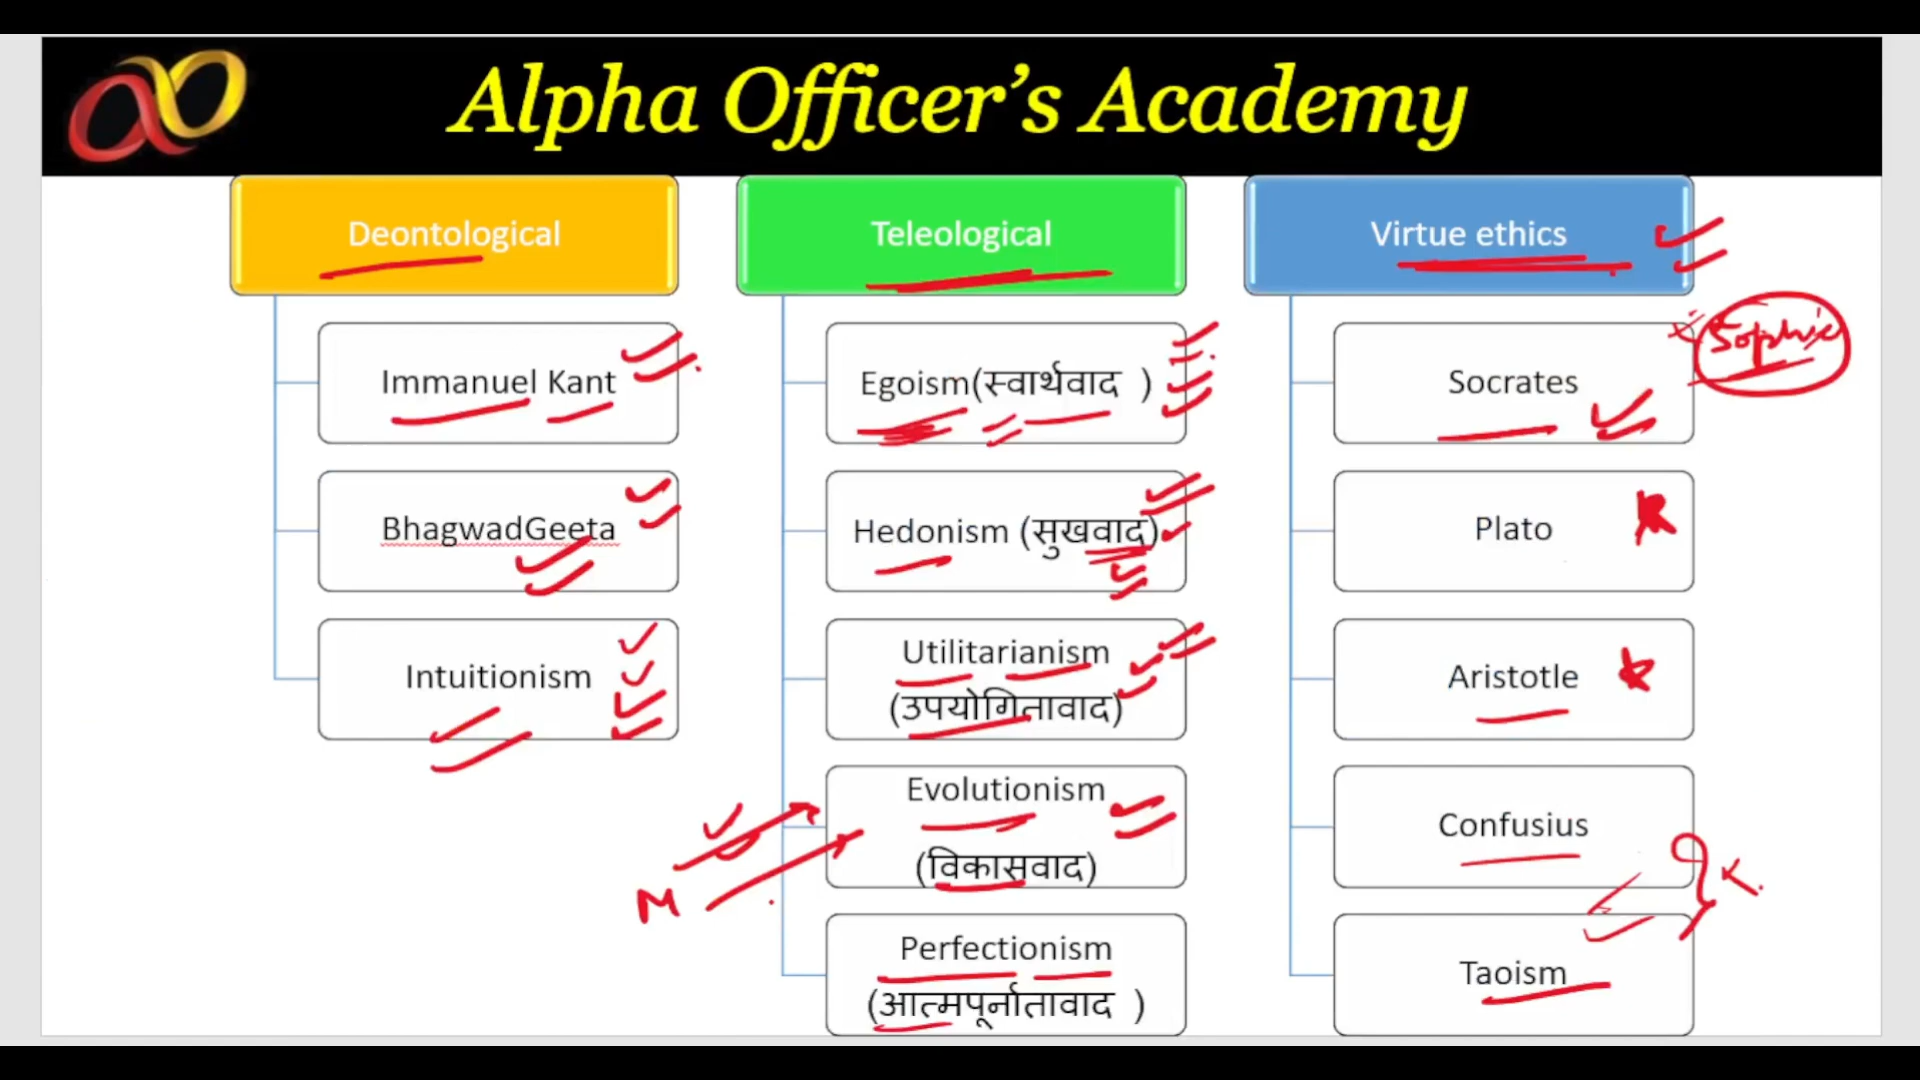 Alpha Officer's Academy
Deontological
Immanuel Kant
BhagwadGeeta
Intuitionism
Teleological
Egoism(स्वार्थवाद )
Hedonism (सुखवाद)
Utilitarianism
(उपयोगितावाद)
Evolutionism
(विकासवाद)
M
Perfectionism
(आत्मपूर्नातावाद )
Virtue ethics
Socrates
Plato
Aristotle
Confusius
Taoism